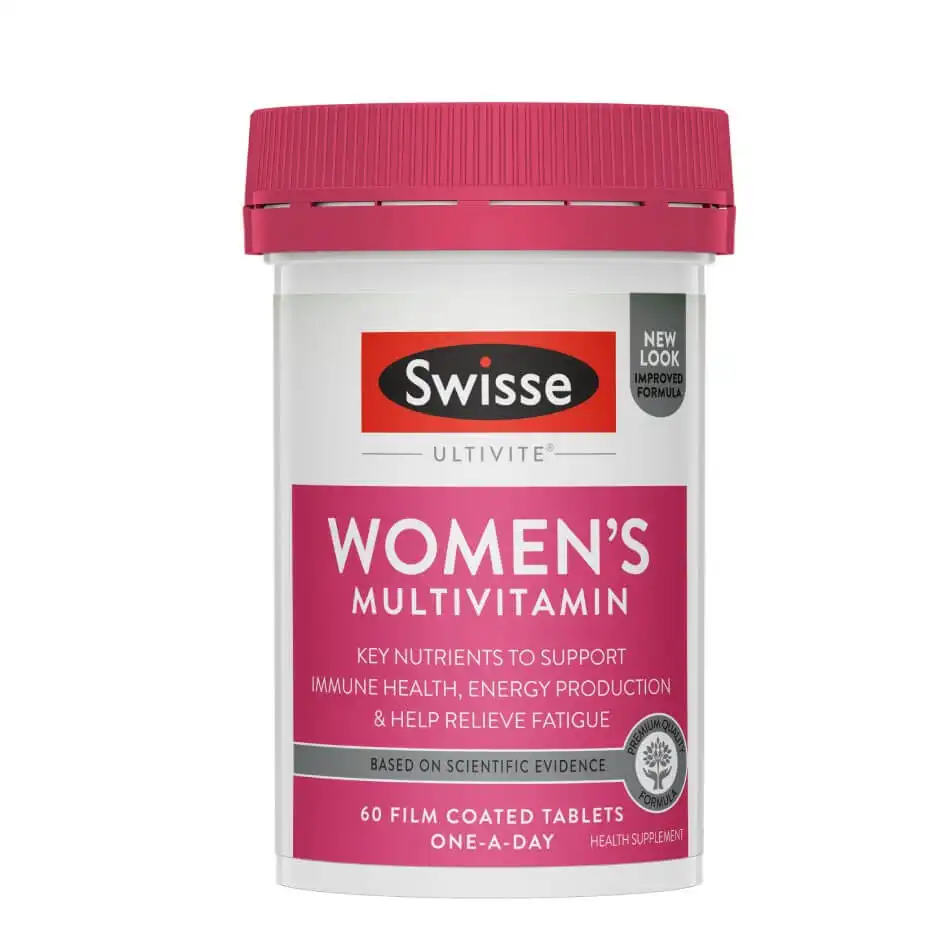 Swisse
NEW
LOOK
IMPROVED
FORMULA
ULTIVITE®
WOMEN'S
MULTIVITAMIN
KEY NUTRIENTS TO SUPPORT
IMMUNE HEALTH, ENERGY PRODUCTION
& HELP RELIEVE FATIGUE
BASED ON SCIENTIFIC EVIDENCE
PREMIUM QUALITY
FORMULA
60 FILM COATED TABLETS
ONE-A-DAY
HEALTH SUPPLEMENT